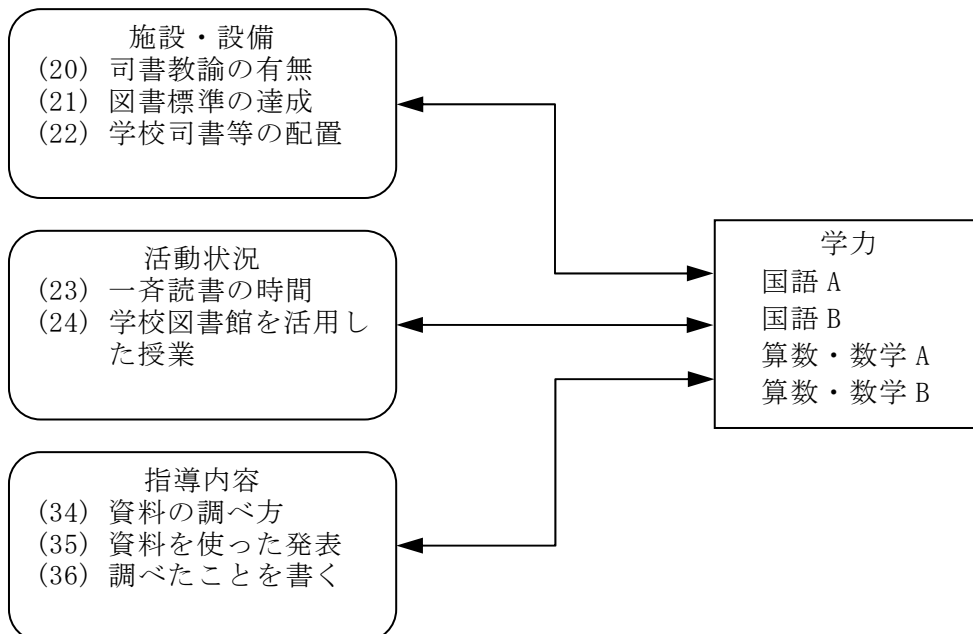 施設・設備
(20) 司書教諭の有無
(21) 図書標準の達成
(22) 学校司書等の配置
活動状況
(23) 一斉読書の時間
(24) 学校図書館を活用し
た授業
指導内容
(34) 資料の調べ方
(35) 資料を使った発表
(36) 調べたことを書く
学力
国語 A
国語 B
算数・数学 A
算数・数学 B